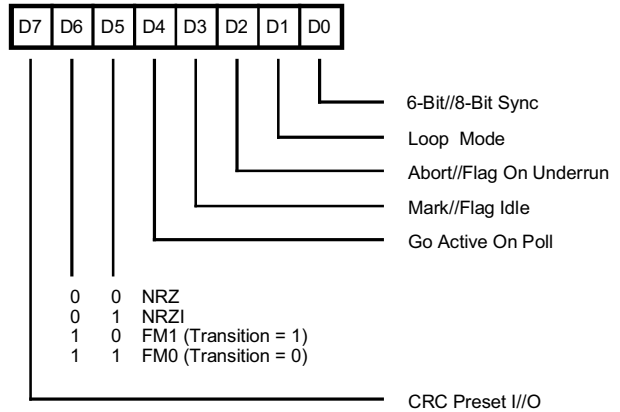 D7 D6 D5 D4 D3 D2 D1 D0
6-Bit//8-Bit Sync
Loop Mode
Abort//Flag On Underrun
Mark//Flag Idle
Go Active On Poll
0 0 NRZ
0 1 NRZI
1 0 FM1 (Transition = 1)
1 1 FM0 (Transition = 0)
CRC Preset I//O